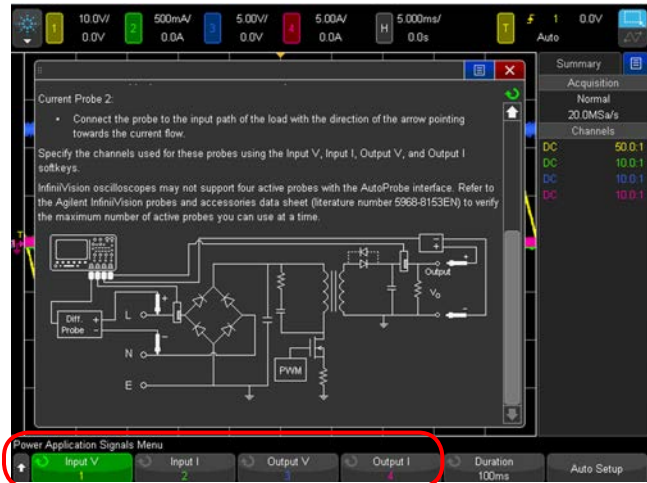 1 10.0V/ 0.0V 2 500mA/ 0.0A 3 5.00V/ 0.0V 4 5.00A/ 0.0A H 5.000ms/ 0.0s T 1 0.0V Auto
Summary
Acquisition
Normal
20.0MSa/s
Channels
DC 50.0:1
DC 10.0:1
DC 10.0:1
DC 10.0:1
Current Probe 2:
• Connect the probe to the input path of the load with the direction of the arrow pointing
towards the current flow.
Specify the channels used for these probes using the Input V, Input I, Output V, and Output I
softkeys.
InfiniiVision oscilloscopes may not support four active probes with the AutoProbe interface. Refer to
the Agilent InfiniiVision probes and accessories data sheet (literature number 5968-8153EN) to verify
the maximum number of active probes you can use at a time.
Diff. + 
Probe -
L
N
E
+
-
PWM
-
+
Output
+
Vo
-
Power Application Signals Menu
Input V
1
Input I
2
Output V
3
Output I
4
Duration
100ms
Auto Setup